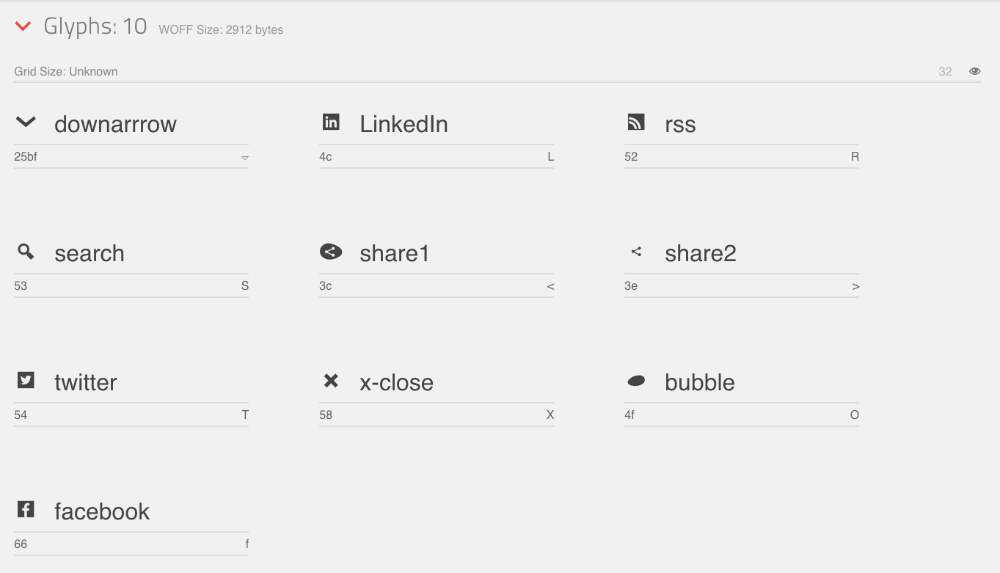 Glyphs: 10 WOFF Size: 2912 bytes
Grid Size: Unknown 32
downarrrow LinkedIn rss
25bf ▿ 4c L 52 R
search share1 share2
53 S 3c < 3e >
twitter x-close bubble
54 T 58 X 4f O
facebook
66 f